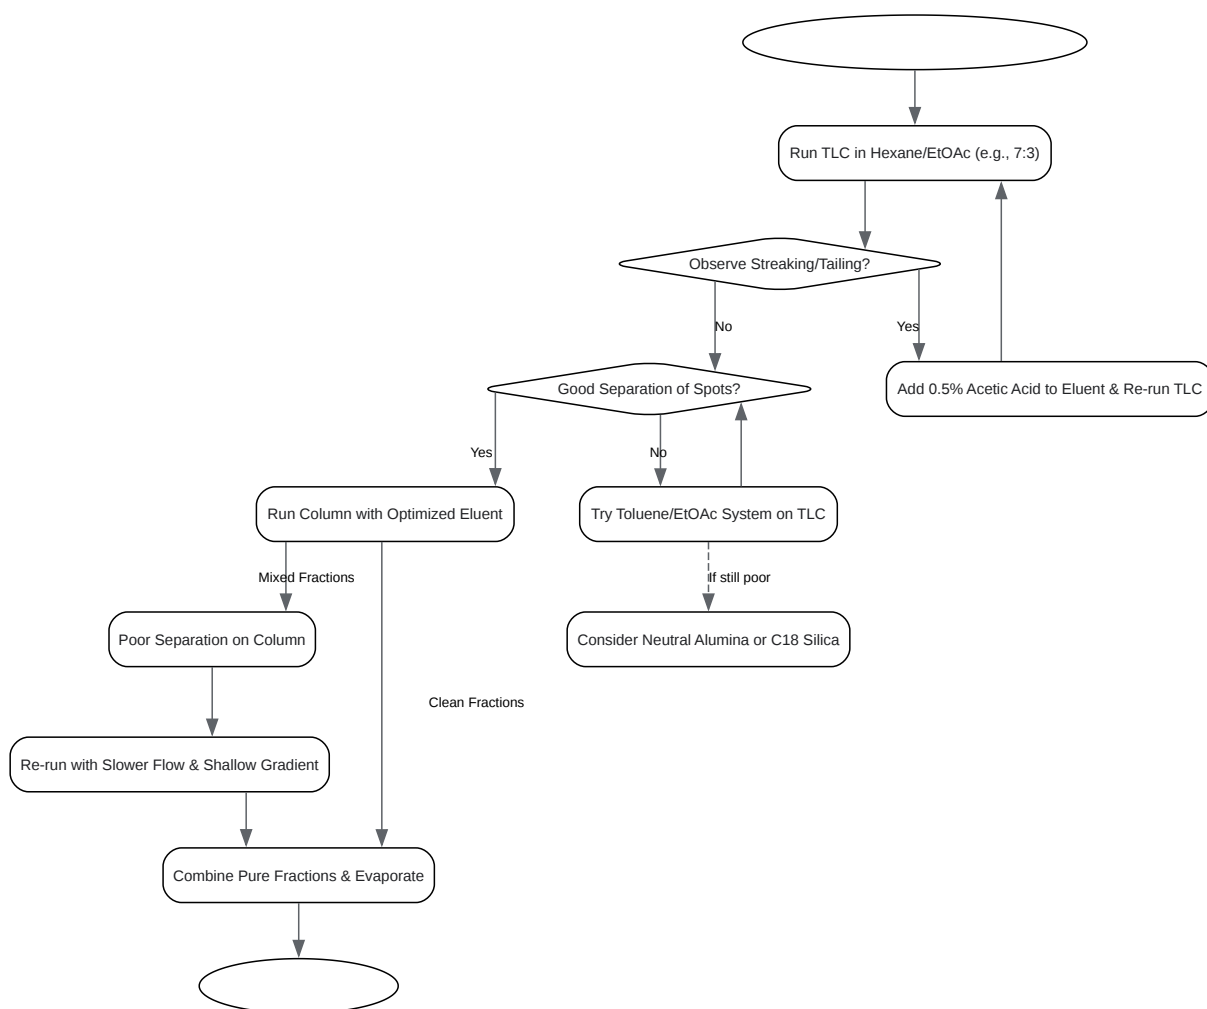 Run TLC in Hexane/EtOAc (e.g., 7:3)
Observe Streaking/Tailing?
No
Yes
Good Separation of Spots?
Add 0.5% Acetic Acid to Eluent & Re-run TLC
Yes
No
Run Column with Optimized Eluent
Try Toluene/EtOAc System on TLC
Mixed Fractions
If still poor
Poor Separation on Column
Consider Neutral Alumina or C18 Silica
Clean Fractions
Re-run with Slower Flow & Shallow Gradient
Combine Pure Fractions & Evaporate